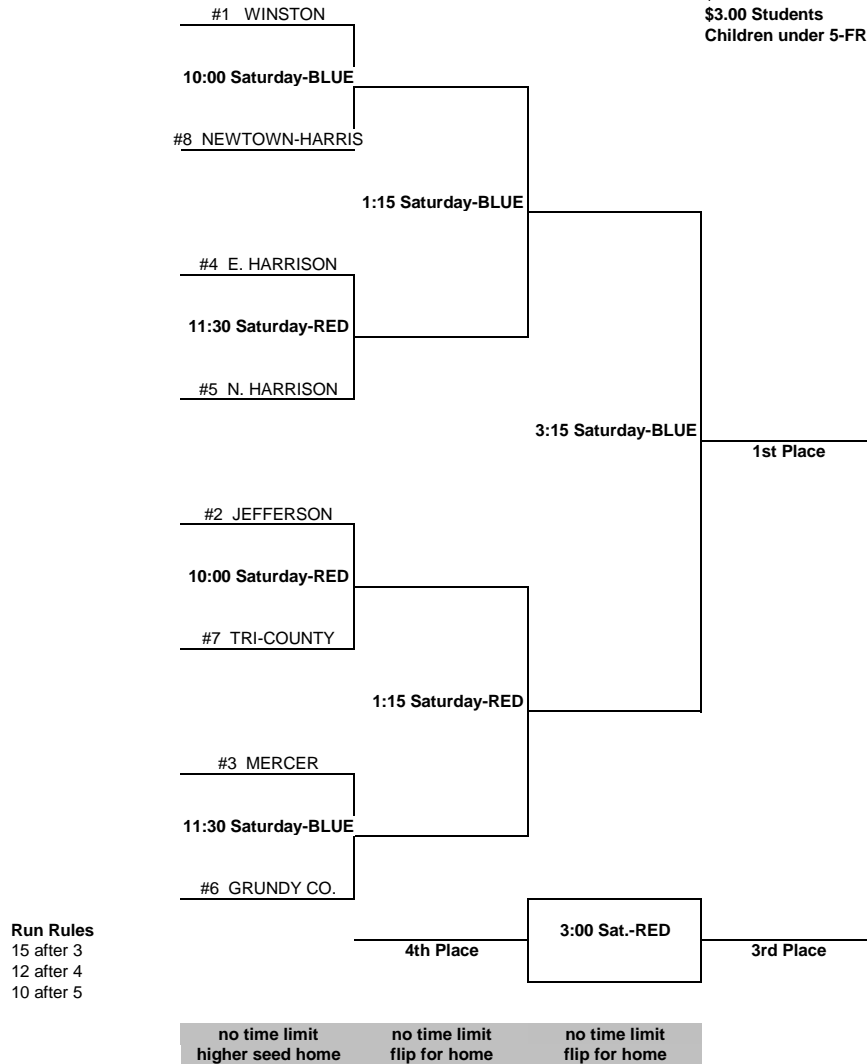 $3.00 Students
Children under 5-FR
#1 WINSTON
10:00 Saturday-BLUE
#8 NEWTOWN-HARRIS
1:15 Saturday-BLUE
#4 E. HARRISON
11:30 Saturday-RED
#5 N. HARRISON
3:15 Saturday-BLUE
1st Place
#2 JEFFERSON
10:00 Saturday-RED
#7 TRI-COUNTY
1:15 Saturday-RED
#3 MERCER
11:30 Saturday-BLUE
#6 GRUNDY CO.
Run Rules
15 after 3
12 after 4
10 after 5
3:00 Sat.-RED
4th Place
3rd Place
no time limit no time limit no time limit
higher seed home flip for home flip for home